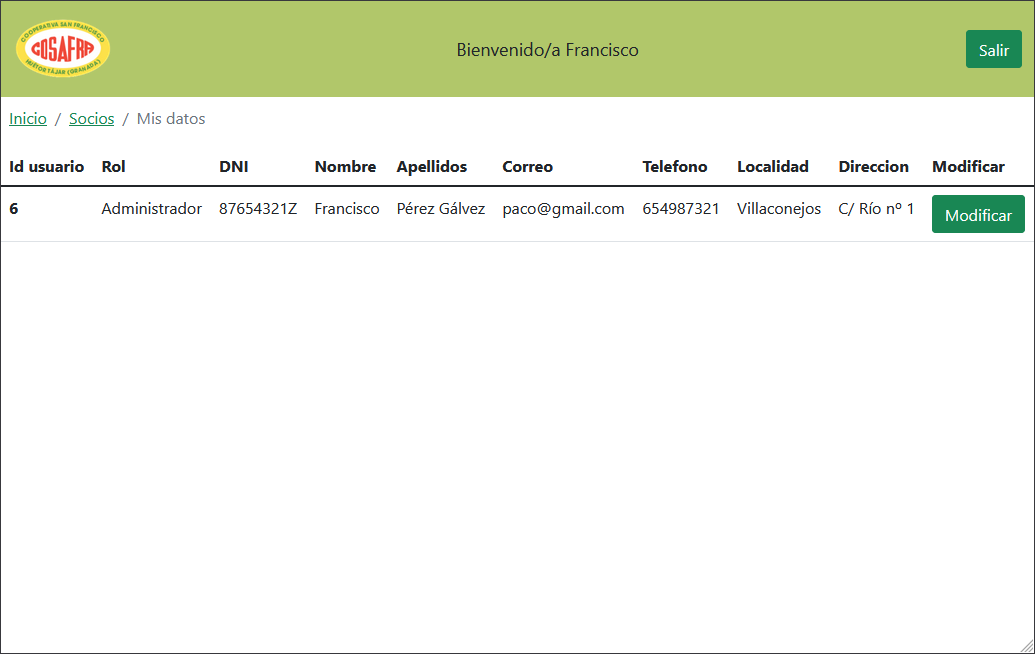 COOPERATIVA SAN FRANCISCO
COSAFRA
HUÉTOR TÁJAR (GRANADA)
Bienvenido/a Francisco
Salir
Inicio / Socios / Mis datos
Id usuario Rol DNI Nombre Apellidos Correo Telefono Localidad Direccion Modificar
6 Administrador 87654321Z Francisco Pérez Gálvez paco@gmail.com 654987321 Villaconejos C/ Río nº 1 Modificar